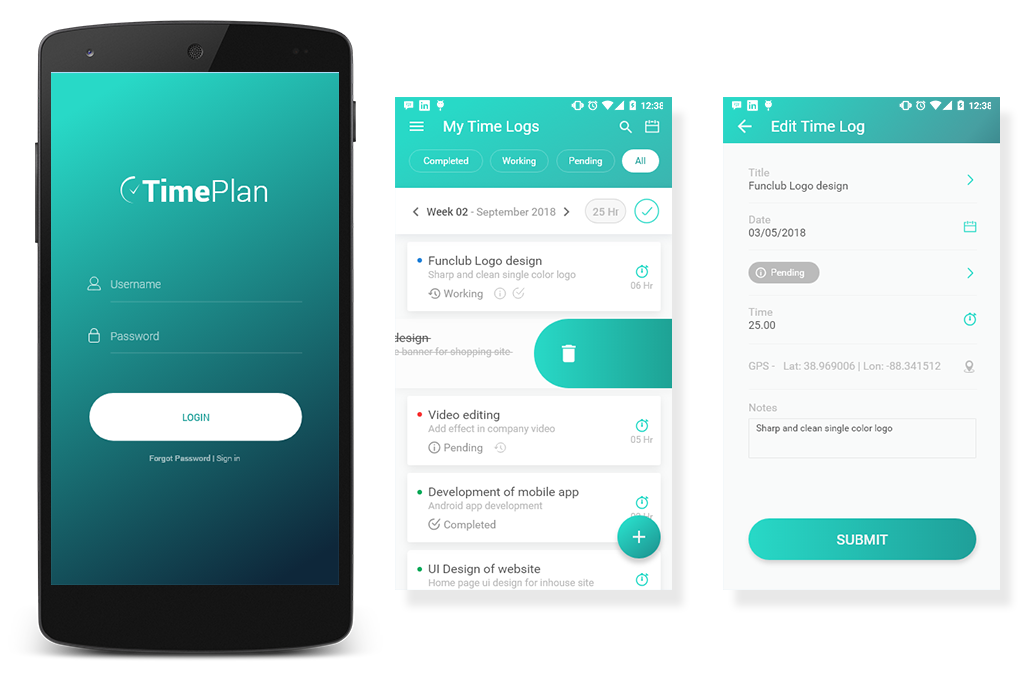 TimePlan
Username
Password
LOGIN
Forgot Password | Sign in
12:38
My Time Logs
Completed
Working
Pending
All
Week 02 - September 2018
25 Hr
Funclub Logo design
Sharp and clean single color logo
06 Hr
Working
design
banner for shopping site
Video editing
Add effect in company video
05 Hr
Pending
Development of mobile app
Android app development
Completed
UI Design of website
Home page ui design for inhouse site
12:38
Edit Time Log
Title
Funclub Logo design
Date
03/05/2018
Pending
Time
25.00
GPS - Lat: 38.969006 | Lon: -88.341512
Notes
Sharp and clean single color logo
SUBMIT